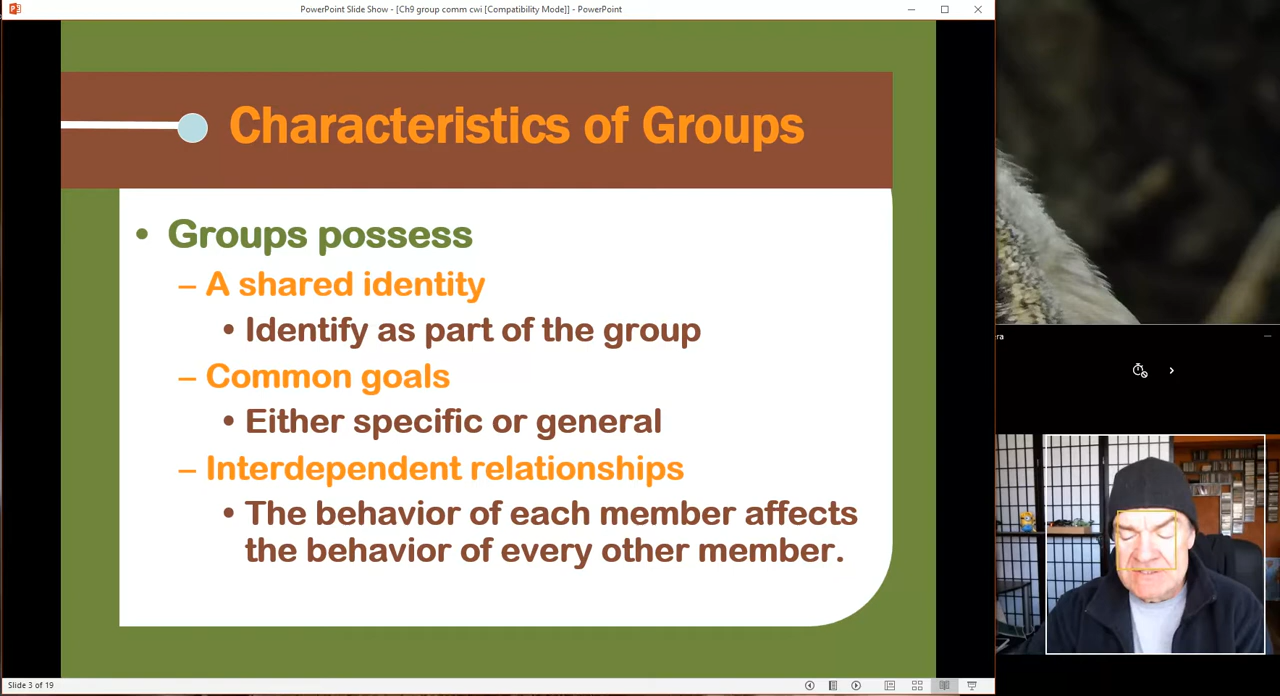 PowerPoint Slide Show - [Ch9 group comm cwi [Compatibility Mode]] - PowerPoint
Characteristics of Groups
• Groups possess
– A shared identity
• Identify as part of the group
– Common goals
• Either specific or general
– Interdependent relationships
• The behavior of each member affects
the behavior of every other member.
era
Slide 3 of 19